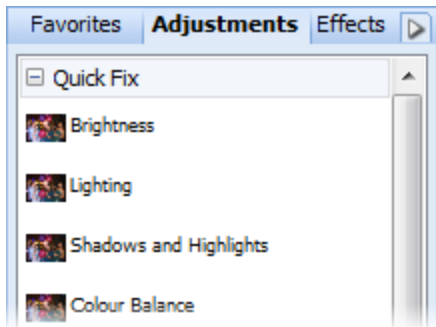 Favorites Adjustments Effects
Quick Fix
Brightness
Lighting
Shadows and Highlights
Colour Balance